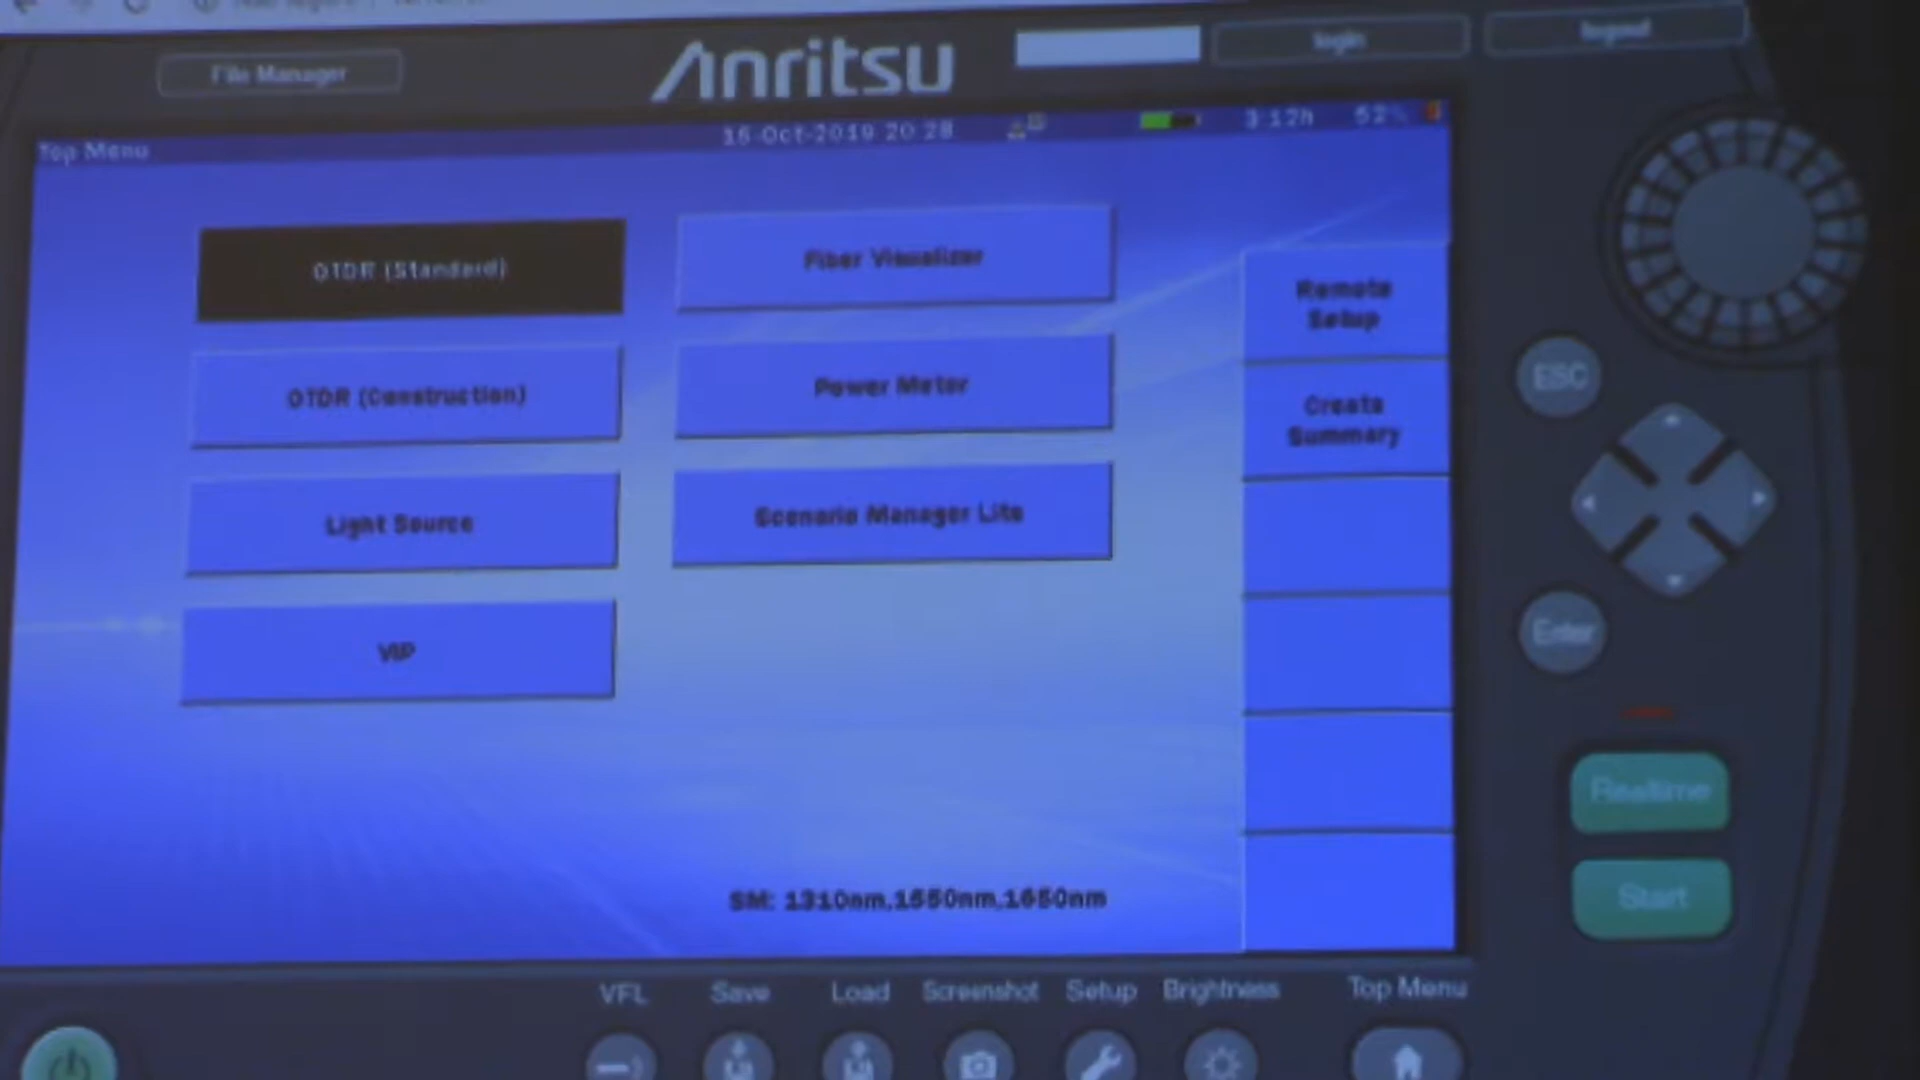 File Manager
Anritsu
login
logout
Top Menu
16-Oct-2019 20:28
3:12h
52%
OTDR (Standard)
Fiber Visualizer
Remote
Setup
OTDR (Construction)
Power Meter
Create
Summary
ESC
Light Source
Scenario Manager Lite
VIP
Enter
Realtime
SM: 1310nm,1550nm,1650nm
Start
VFL
Save
Load
Screenshot
Setup
Brightness
Top Menu